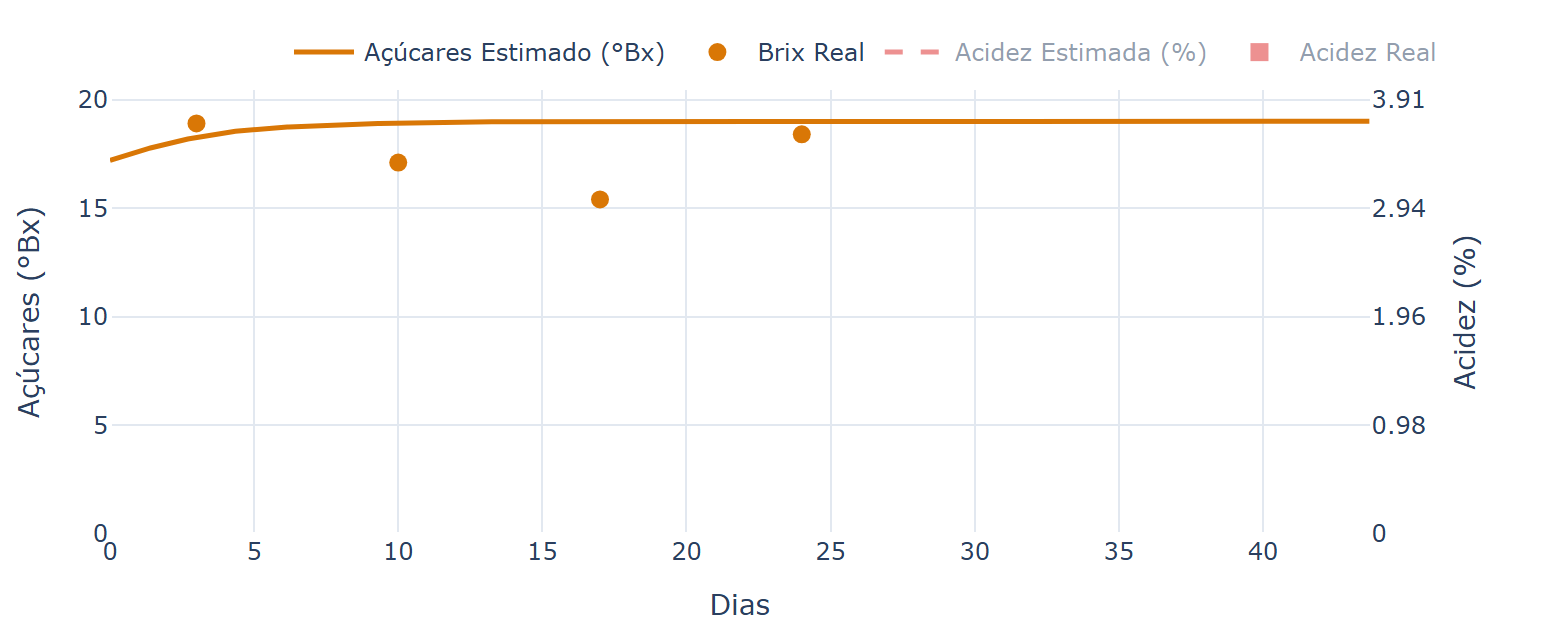 Açúcares Estimado (°Bx) Brix Real Acidez Estimada (%) Acidez Real
20
15
10
5
0
Açúcares (°Bx)
3.91
2.94
1.96
0.98
0
Acidez (%)
0 5 10 15 20 25 30 35 40
Dias